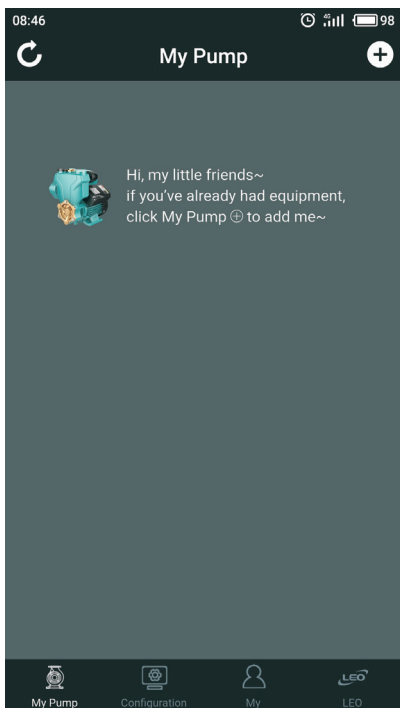 08:46
4G 98
My Pump
Hi, my little friends~
if you've already had equipment,
click My Pump ⊕ to add me~
LEO
My Pump Configuration My LEO